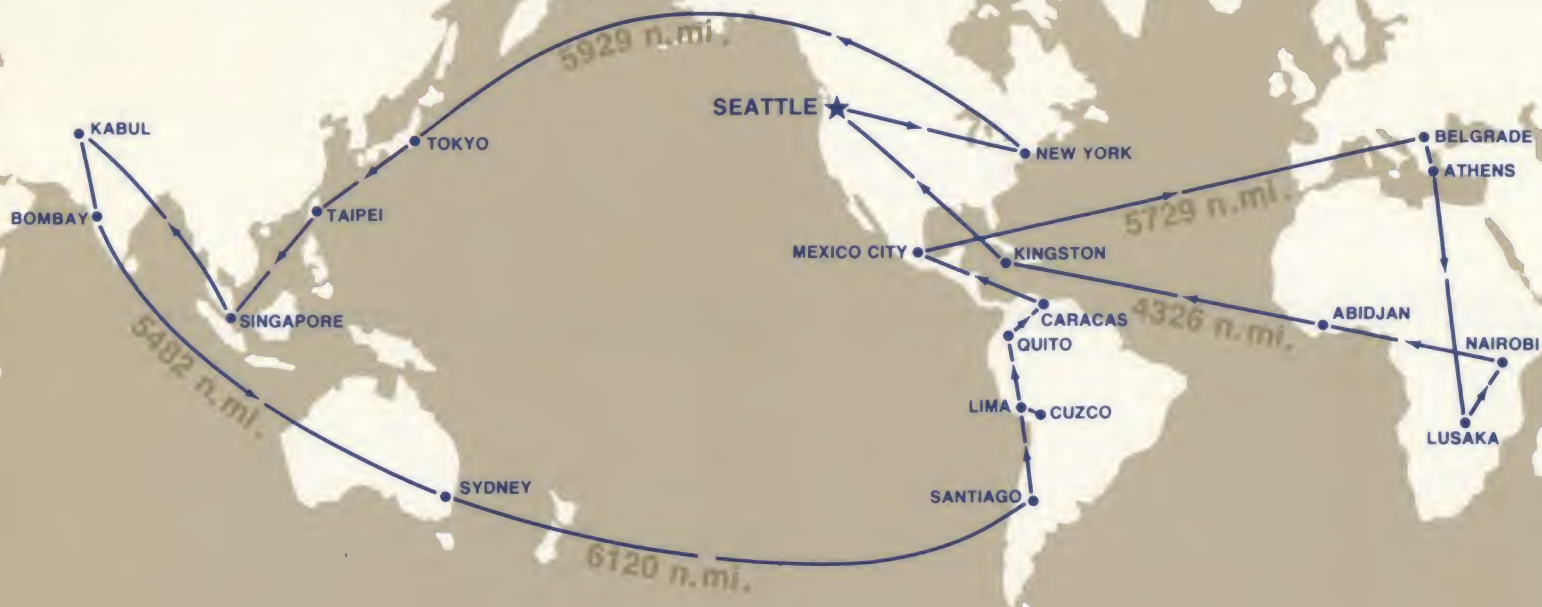 5929 n.mi.
SEATTLE
KABUL
TOKYO
NEW YORK
BELGRADE
ATHENS
BOMBAY
TAIPEI
5729 n.mi.
MEXICO CITY
KINGSTON
SINGAPORE
CARACAS
4326 n.mi.
ABIDJAN
QUITO
NAIROBI
5482 n.mi.
LIMA
CUZCO
LUSAKA
SYDNEY
SANTIAGO
6120 n.mi.